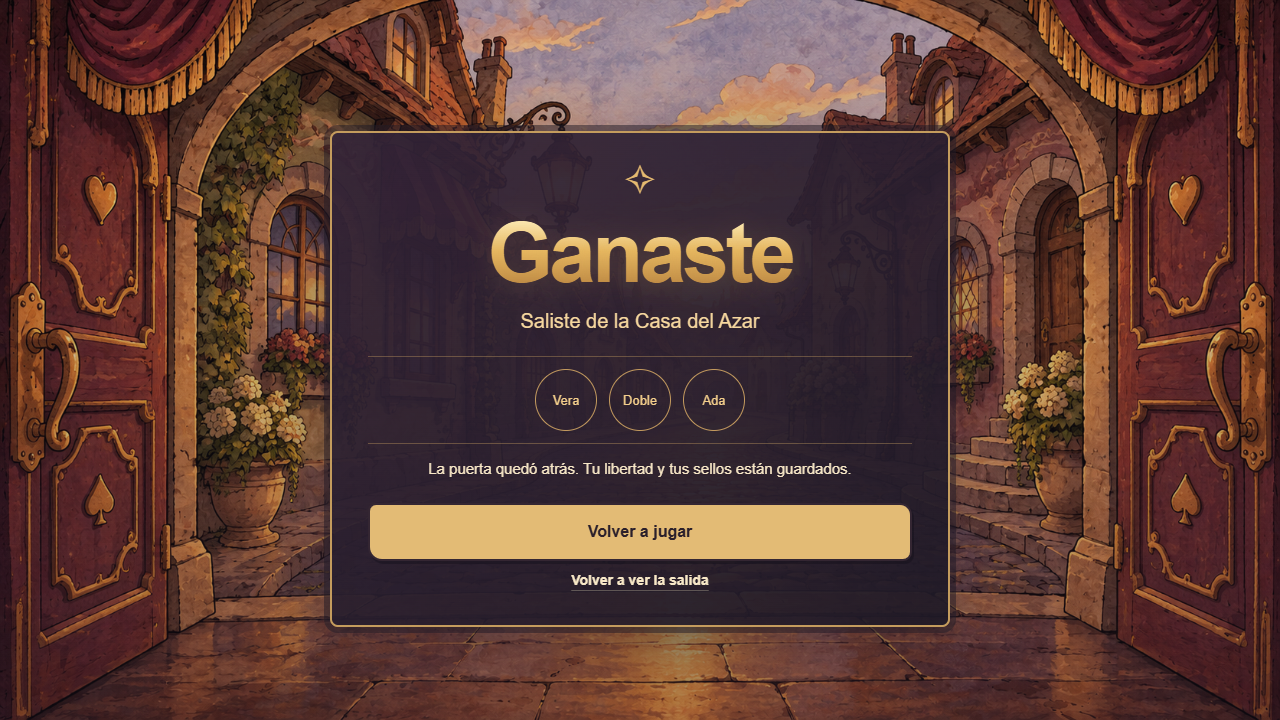 Ganaste
Saliste de la Casa del Azar
Vera Doble Ada
La puerta quedó atrás. Tu libertad y tus sellos están guardados.
Volver a jugar
Volver a ver la salida